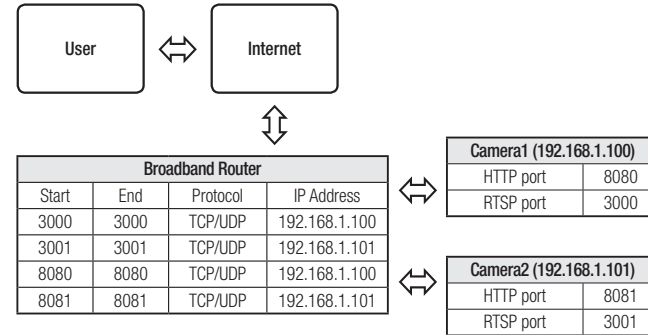 User
Internet
Broadband Router
Start End Protocol IP Address
3000 3000 TCP/UDP 192.168.1.100
3001 3001 TCP/UDP 192.168.1.101
8080 8080 TCP/UDP 192.168.1.100
8081 8081 TCP/UDP 192.168.1.101
Camera1 (192.168.1.100)
HTTP port 8080
RTSP port 3000
Camera2 (192.168.1.101)
HTTP port 8081
RTSP port 3001